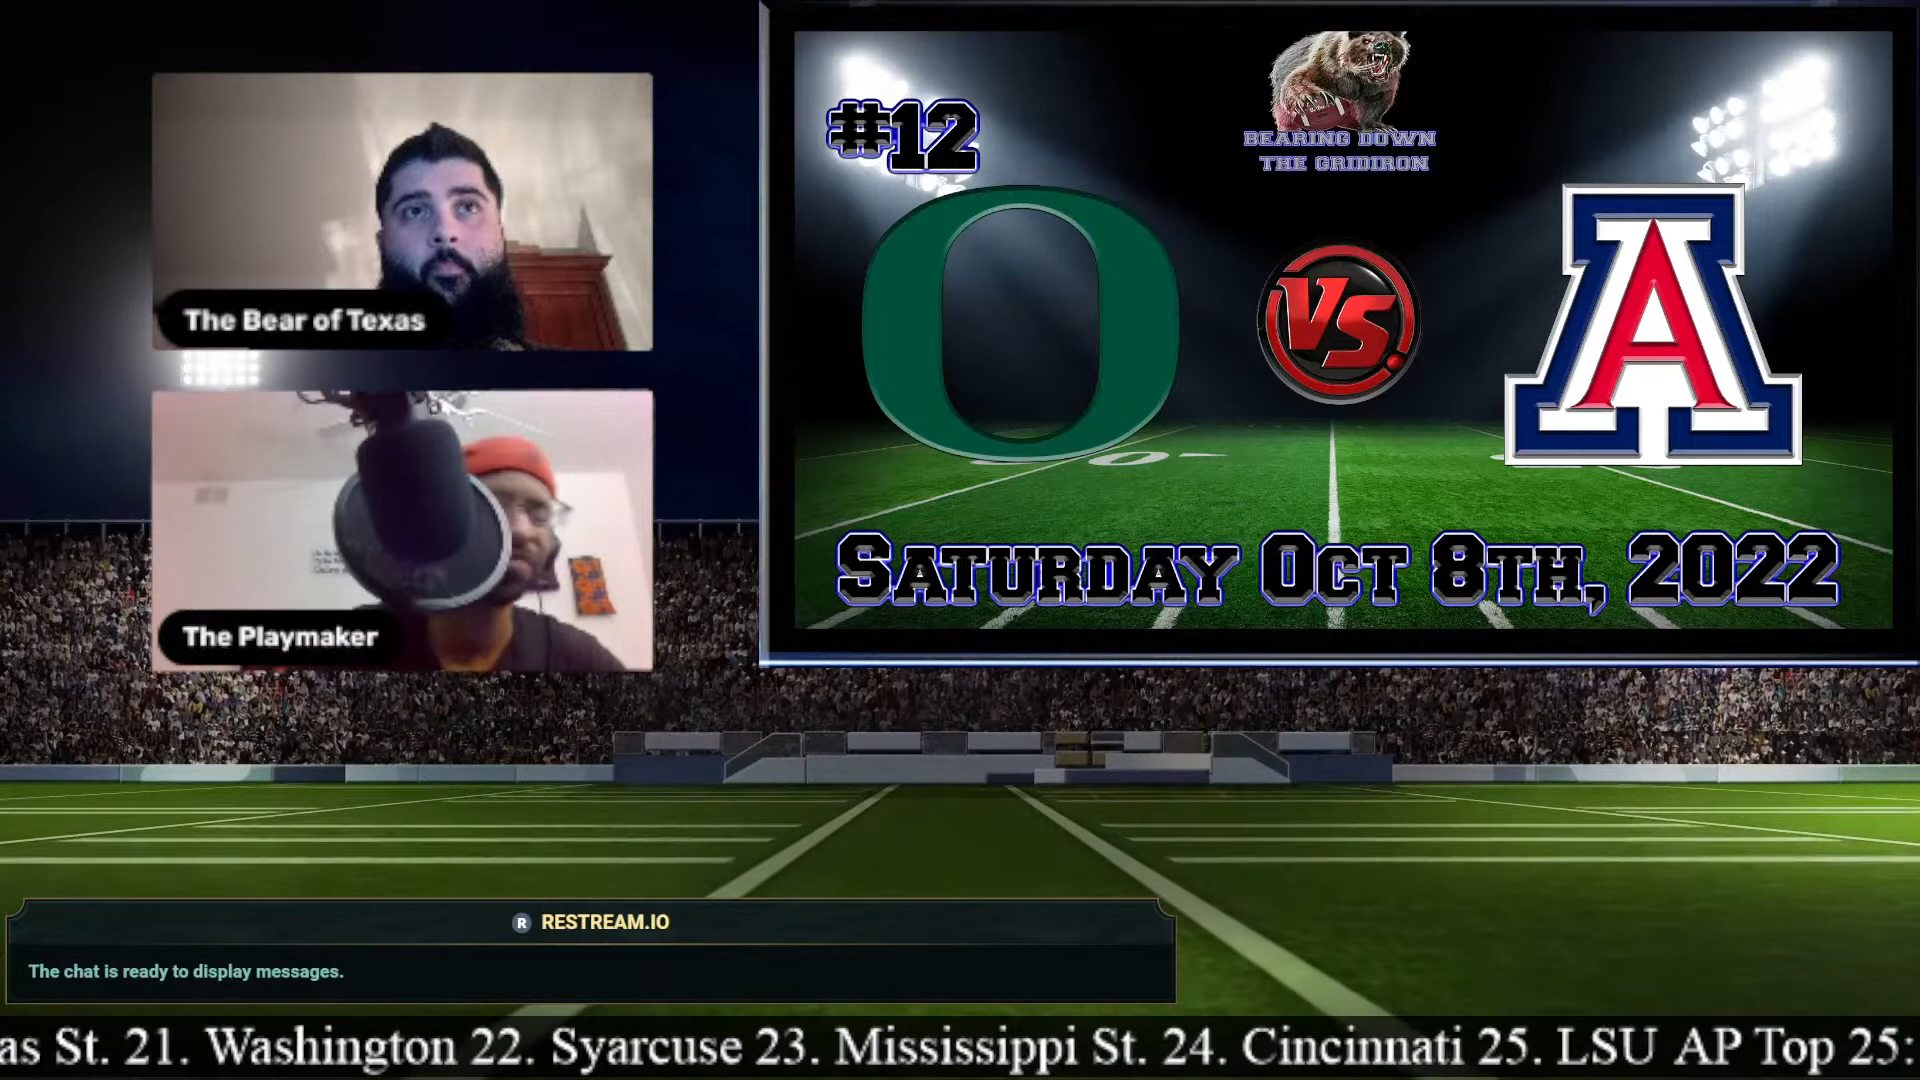 #12
BEARING DOWN
THE GRIDIRON
VS.
SATURDAY OCT 8TH, 2022
The Bear of Texas
The Playmaker
R RESTREAM.IO
The chat is ready to display messages.
as St. 21. Washington 22. Syarcuse 23. Mississippi St. 24. Cincinnati 25. LSU AP Top 25: